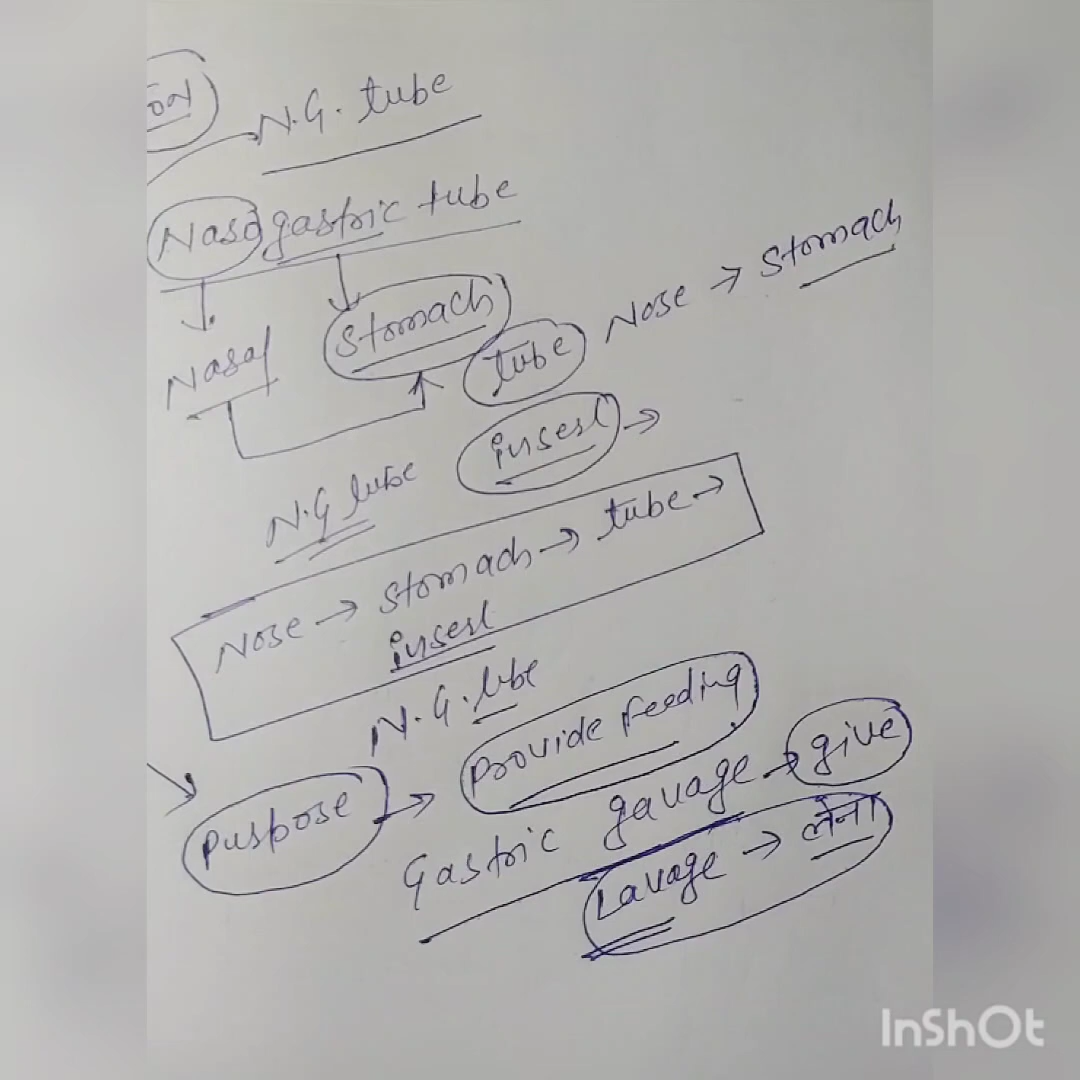 N.G. tube
Nasogastric tube
Nasal
Stomach
tube Nose → Stomach
insert →
N.G tube
Nose → Stomach → tube →
insert
N.G. tube
Purpose → Provide feeding
Gastric gavage → give
Lavage → लेना
InShOt